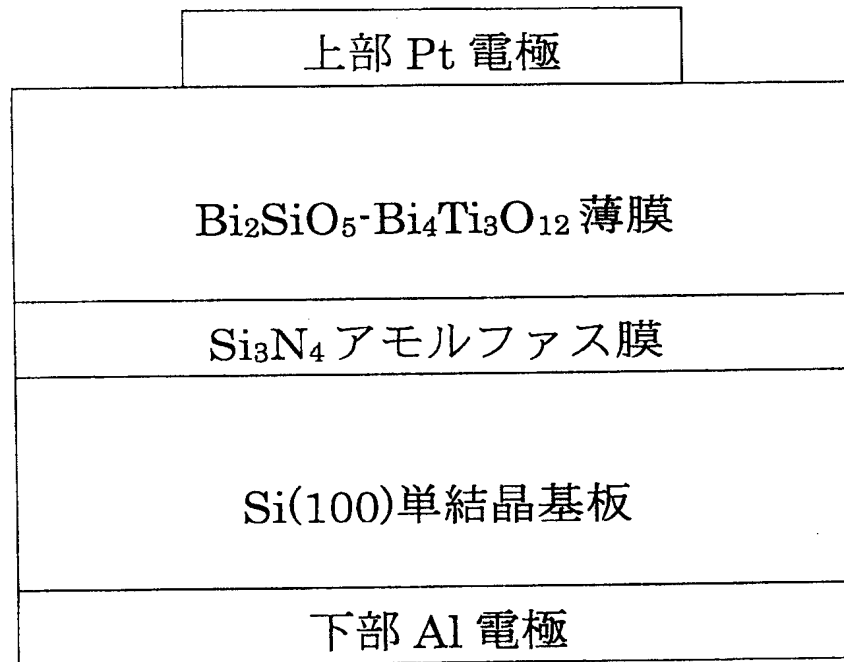 上部 Pt 電極
Bi₂SiO₅-Bi₄Ti₃O₁₂ 薄膜
Si₃N₄ アモルファス膜
Si(100)単結晶基板
下部 Al 電極